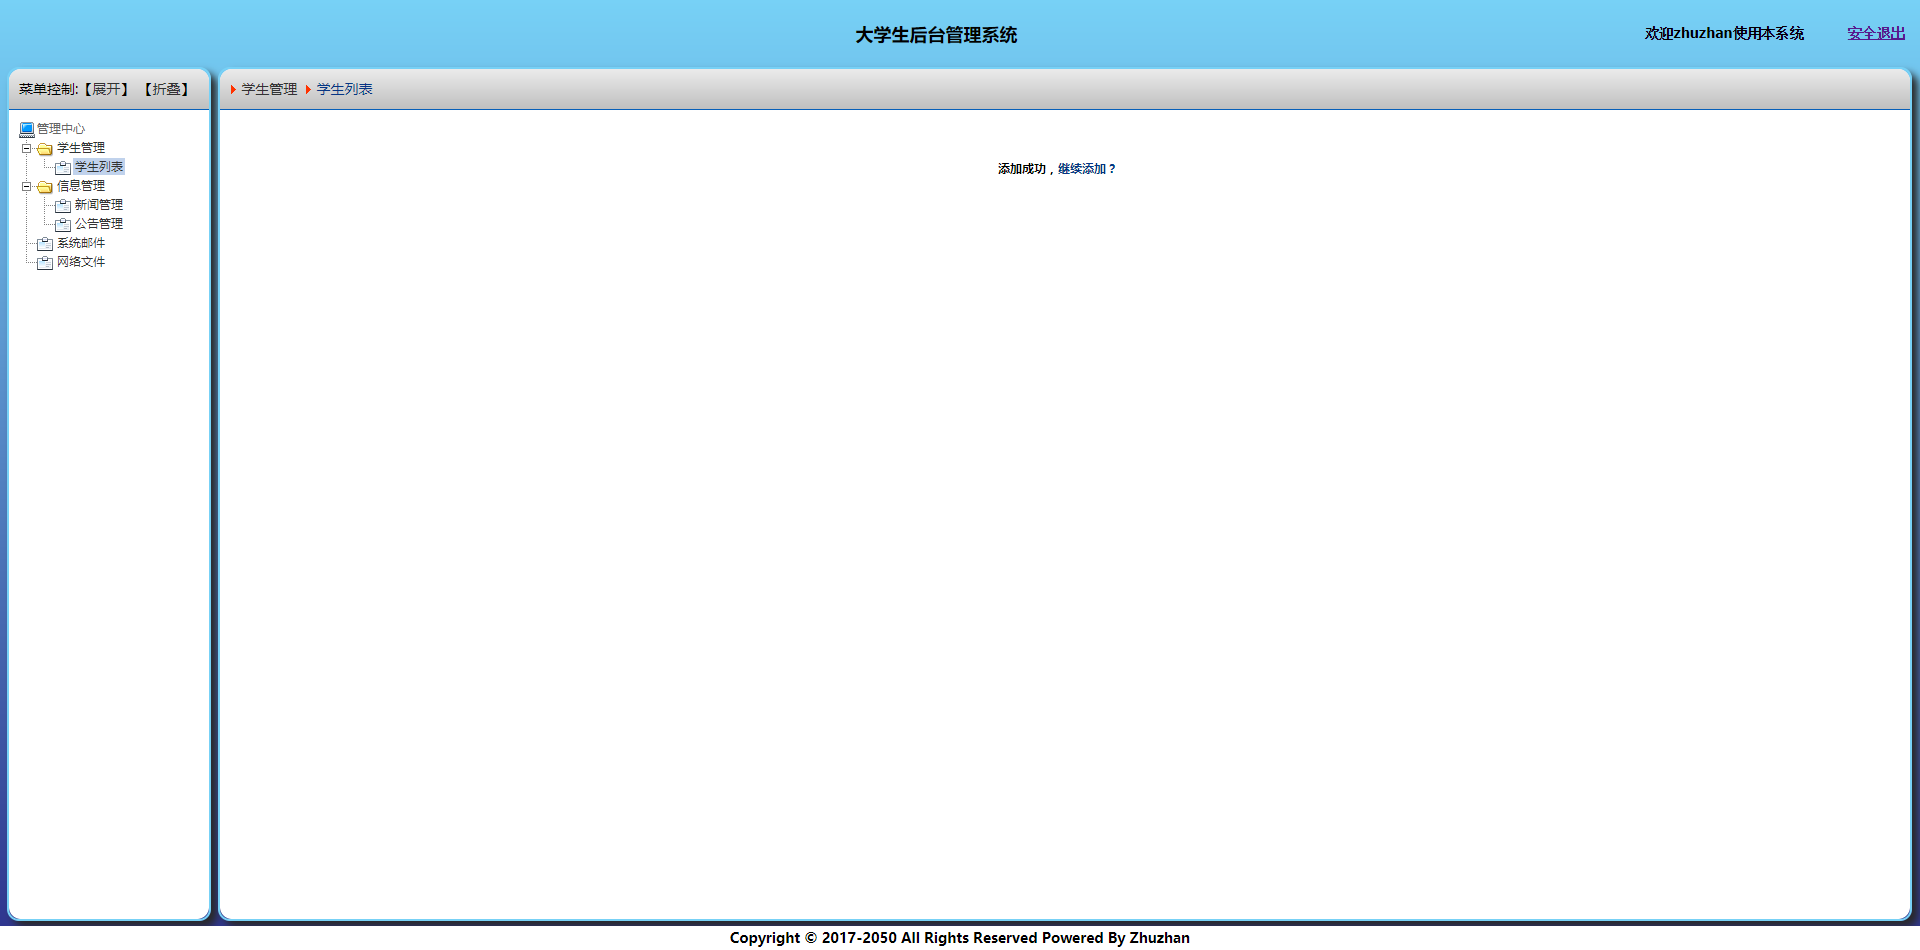 大学生后台管理系统
欢迎zhuzhan使用本系统
安全退出
菜单控制:【展开】 【折叠】
学生管理 学生列表
管理中心
学生管理
学生列表
信息管理
新闻管理
公告管理
系统邮件
网络文件
添加成功，继续添加？
Copyright © 2017-2050 All Rights Reserved Powered By Zhuzhan